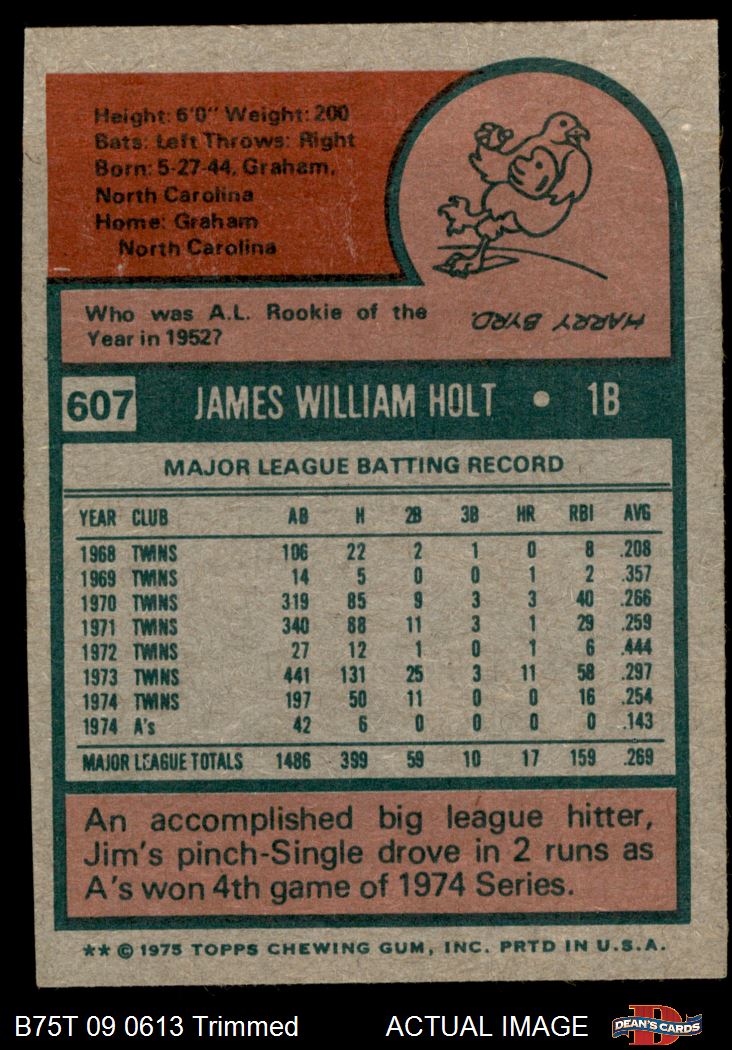 Height: 6'0" Weight: 200
Bats: Left Throws: Right
Born: 5-27-44, Graham,
North Carolina
Home: Graham
North Carolina
Who was A.L. Rookie of the
Year in 1952?
HARRY BYRD.
607 JAMES WILLIAM HOLT • 1B
MAJOR LEAGUE BATTING RECORD
YEAR CLUB AB H 2B 3B HR RBI AVG
1968 TWINS 106 22 2 1 0 8 .208
1969 TWINS 14 5 0 0 1 2 .357
1970 TWINS 319 85 9 3 3 40 .266
1971 TWINS 340 88 11 3 1 29 .259
1972 TWINS 27 12 1 0 1 6 .444
1973 TWINS 441 131 25 3 11 58 .297
1974 TWINS 197 50 11 0 0 16 .254
1974 A's 42 6 0 0 0 0 .143
MAJOR LEAGUE TOTALS 1486 399 59 10 17 159 .269
An accomplished big league hitter,
Jim's pinch-Single drove in 2 runs as
A's won 4th game of 1974 Series.
** © 1975 TOPPS CHEWING GUM, INC. PRTD IN U.S.A.
B75T 09 0613 Trimmed ACTUAL IMAGE DEAN'S CARDS